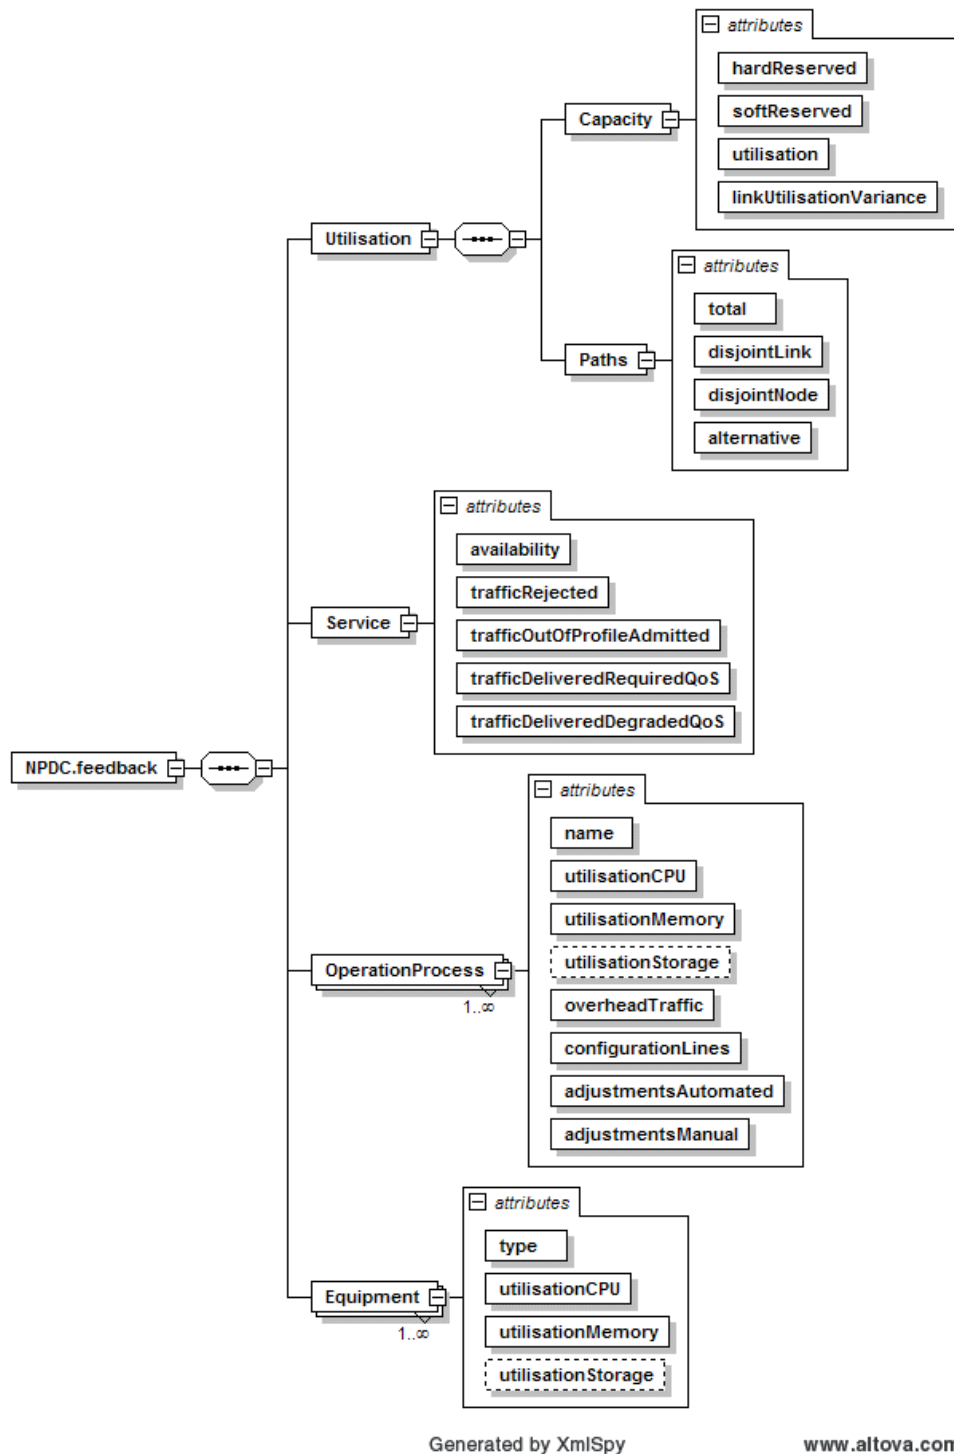 attributes
hardReserved
softReserved
utilisation
linkUtilisationVariance
Capacity
Utilisation
attributes
total
disjointLink
disjointNode
alternative
Paths
attributes
availability
trafficRejected
trafficOutOfProfileAdmitted
trafficDeliveredRequiredQoS
trafficDeliveredDegradedQoS
Service
NPDC.feedback
attributes
name
utilisationCPU
utilisationMemory
utilisationStorage
overheadTraffic
configurationLines
adjustmentsAutomated
adjustmentsManual
OperationProcess
1..∞
attributes
type
utilisationCPU
utilisationMemory
utilisationStorage
Equipment
1..∞
Generated by XmlSpy www.altova.com